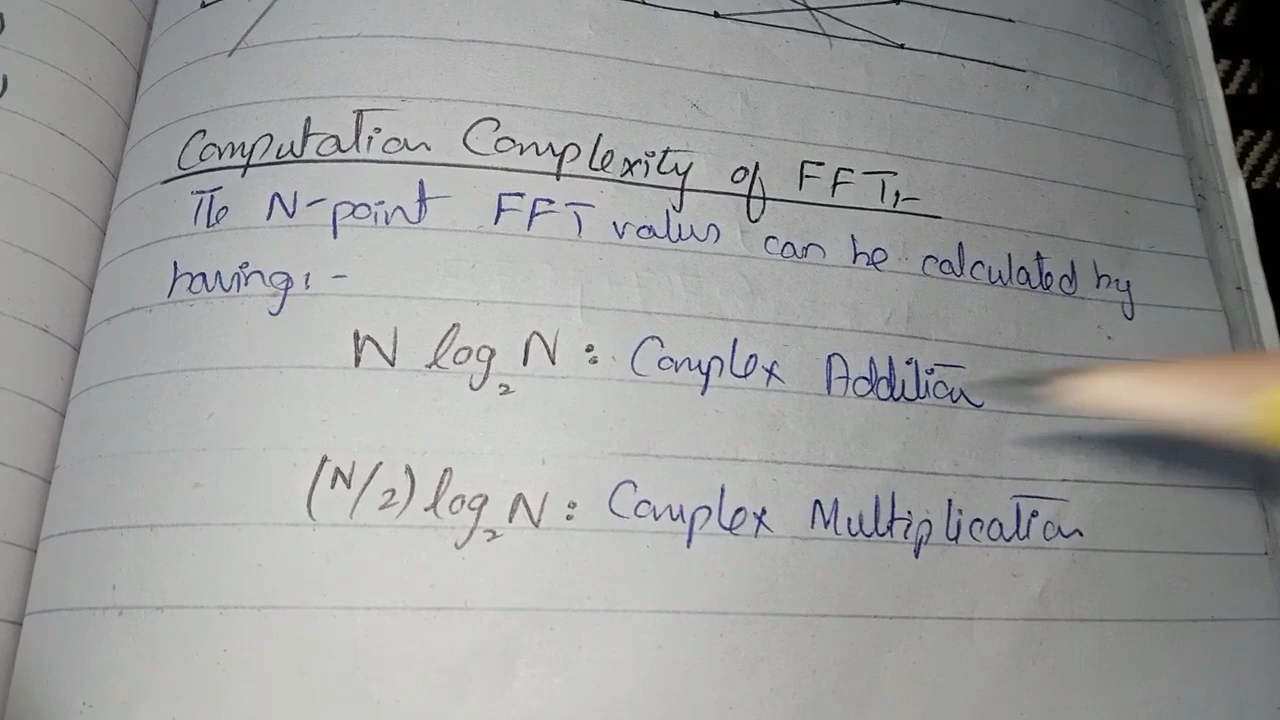 Computation Complexity of FFT:-
The N-point FFT values can be calculated by
having:-
N log₂ N : Complex Addition
(N/2) log₂ N : Complex Multiplication